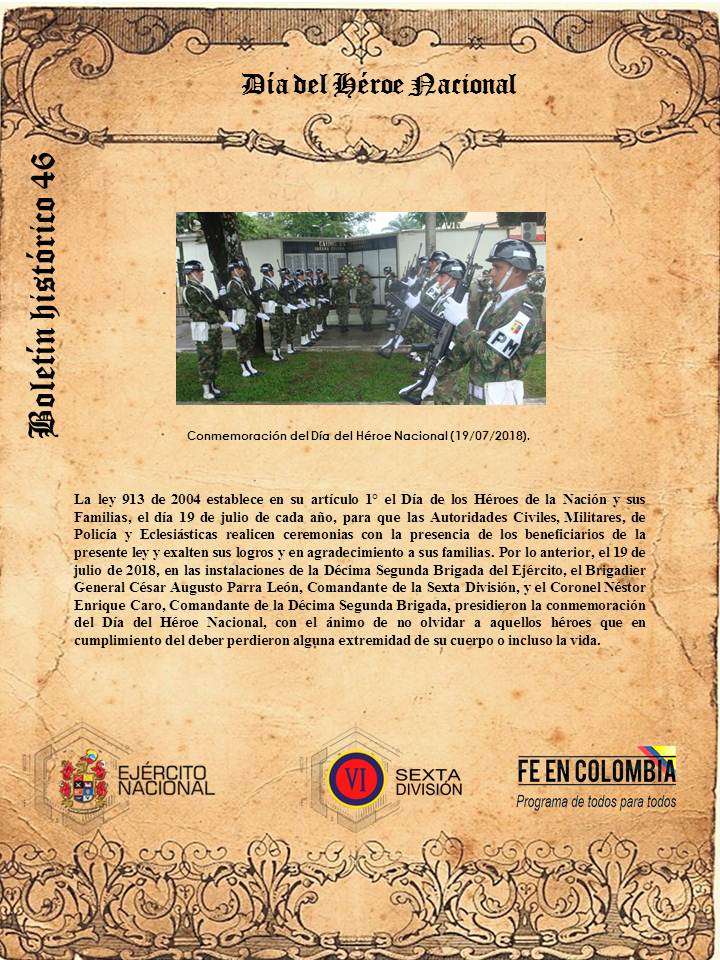 Día del Héroe Nacional
Boletín histórico 46
PM
Conmemoración del Día del Héroe Nacional (19/07/2018).
La ley 913 de 2004 establece en su artículo 1° el Día de los Héroes de la Nación y sus
Familias, el día 19 de julio de cada año, para que las Autoridades Civiles, Militares, de
Policía y Eclesiásticas realicen ceremonias con la presencia de los beneficiarios de la
presente ley y exalten sus logros y en agradecimiento a sus familias. Por lo anterior, el 19 de
julio de 2018, en las instalaciones de la Décima Segunda Brigada del Ejército, el Brigadier
General César Augusto Parra León, Comandante de la Sexta División, y el Coronel Néstor
Enrique Caro, Comandante de la Décima Segunda Brigada, presidieron la conmemoración
del Día del Héroe Nacional, con el ánimo de no olvidar a aquellos héroes que en
cumplimiento del deber perdieron alguna extremidad de su cuerpo o incluso la vida.
EJÉRCITO
NACIONAL
VI
SEXTA
DIVISIÓN
FE EN COLOMBIA
Programa de todos para todos